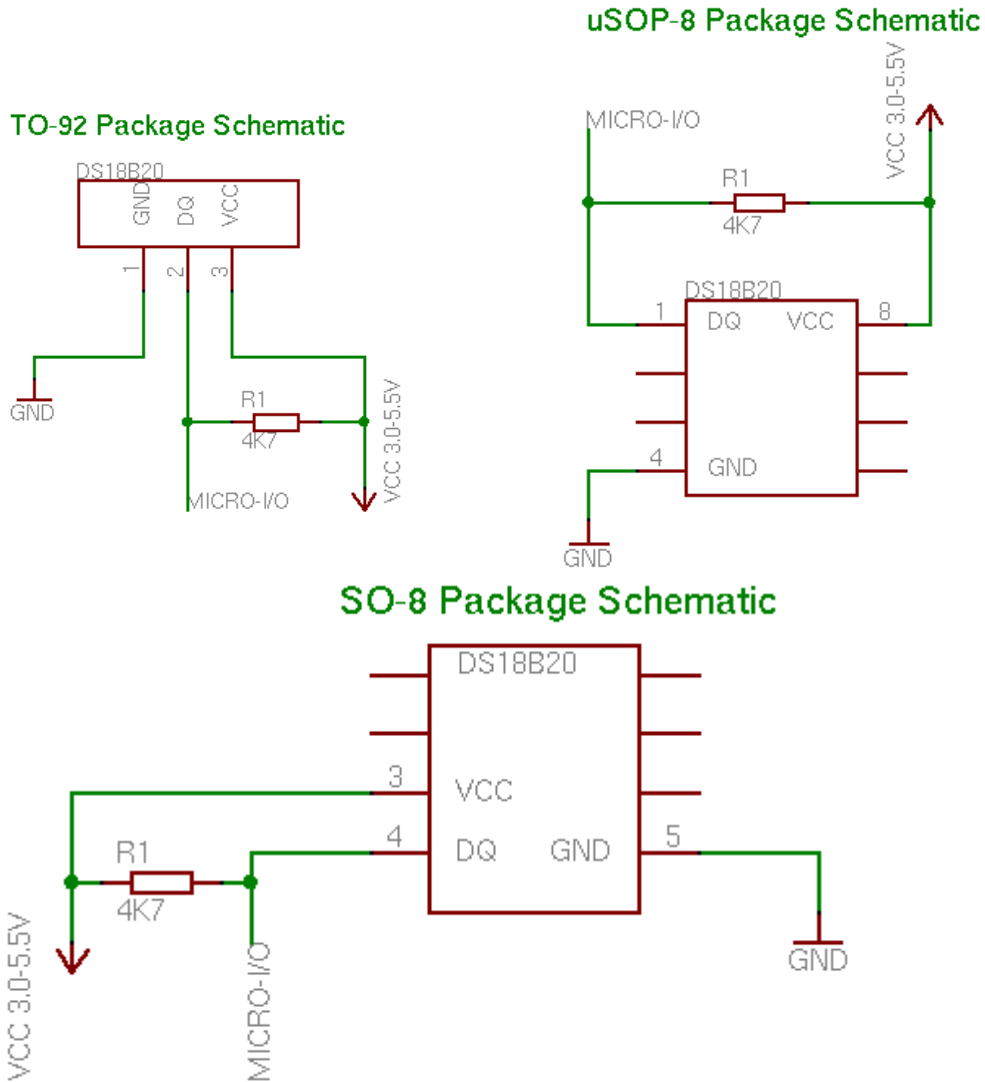 uSOP-8 Package Schematic
MICRO-I/O
VCC 3.0-5.5V
R1
4K7
DS18B20
1
DQ
VCC
8
4
GND
GND
TO-92 Package Schematic
DS18B20
GND
DQ
VCC
1
2
3
GND
R1
4K7
MICRO-I/O
VCC 3.0-5.5V
SO-8 Package Schematic
DS18B20
3
VCC
4
DQ
GND
5
R1
4K7
VCC 3.0-5.5V
MICRO-I/O
GND